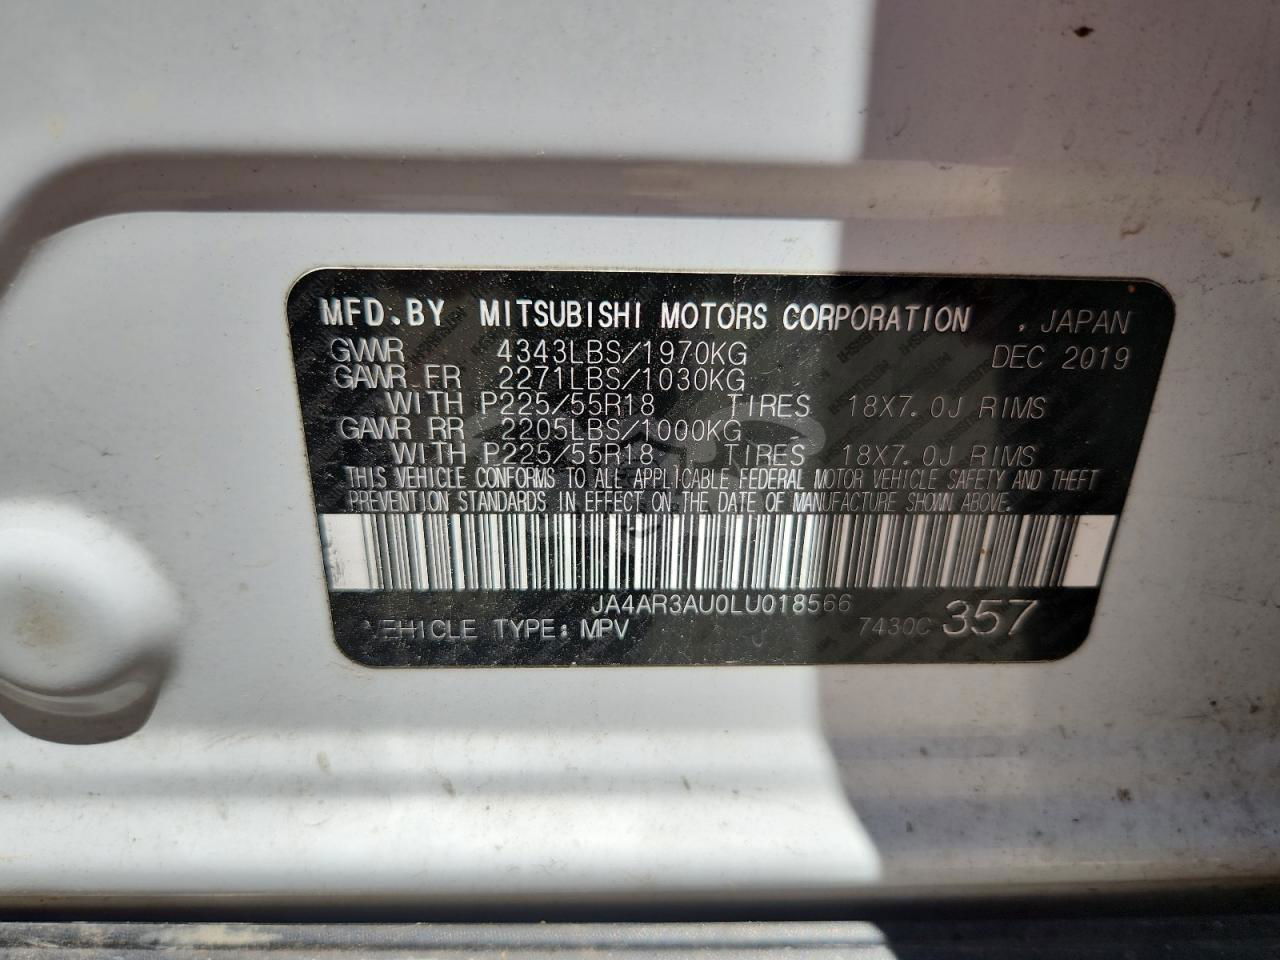 MFD.BY MITSUBISHI MOTORS CORPORATION , JAPAN
GVWR 4343LBS/1970KG DEC 2019
GAWR FR 2271LBS/1030KG
WITH P225/55R18 TIRES 18X7.0J RIMS
GAWR RR 2205LBS/1000KG
WITH P225/55R18 TIRES 18X7.0J RIMS
THIS VEHICLE CONFORMS TO ALL APPLICABLE FEDERAL MOTOR VEHICLE SAFETY AND THEFT
PREVENTION STANDARDS IN EFFECT ON THE DATE OF MANUFACTURE SHOWN ABOVE.
JA4AR3AU0LU018566
VEHICLE TYPE: MPV J 7430C 357